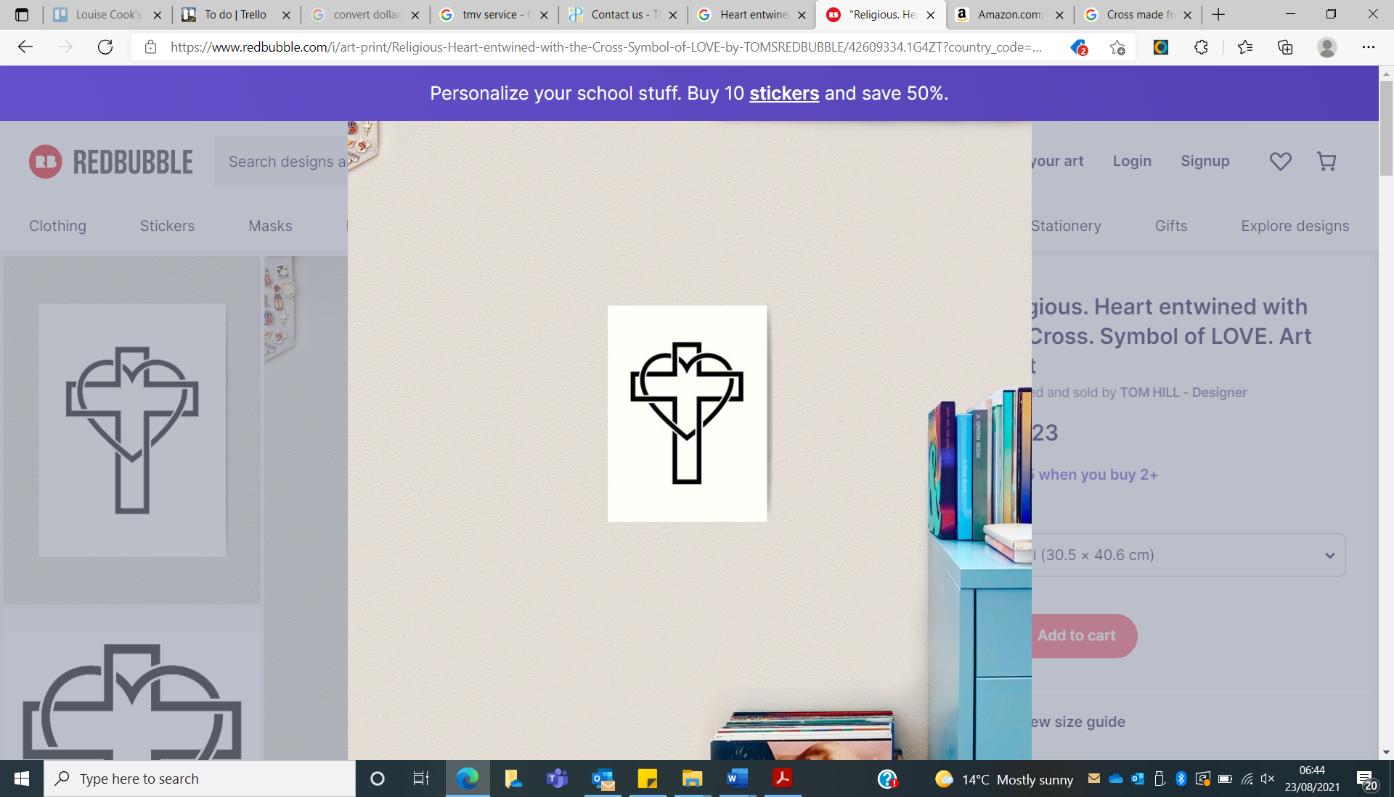 Louise Cook's
To do | Trello
convert dollar
tmv service - G
Contact us - T
Heart entwine
"Religious. He
Amazon.com:
Cross made fr
https://www.redbubble.com/i/art-print/Religious-Heart-entwined-with-the-Cross-Symbol-of-LOVE-by-TOMSREDBUBBLE/42609334.1G4ZT?country_code=...
2
Personalize your school stuff. Buy 10 stickers and save 50%.
RB REDBUBBLE
Search designs a
your art
Login
Signup
Clothing
Stickers
Masks
Stationery
Gifts
Explore designs
gious. Heart entwined with
Cross. Symbol of LOVE. Art
t
ed and sold by TOM HILL - Designer
23
when you buy 2+
l (30.5 × 40.6 cm)
Add to cart
ew size guide
Type here to search
14°C Mostly sunny
06:44
23/08/2021
20